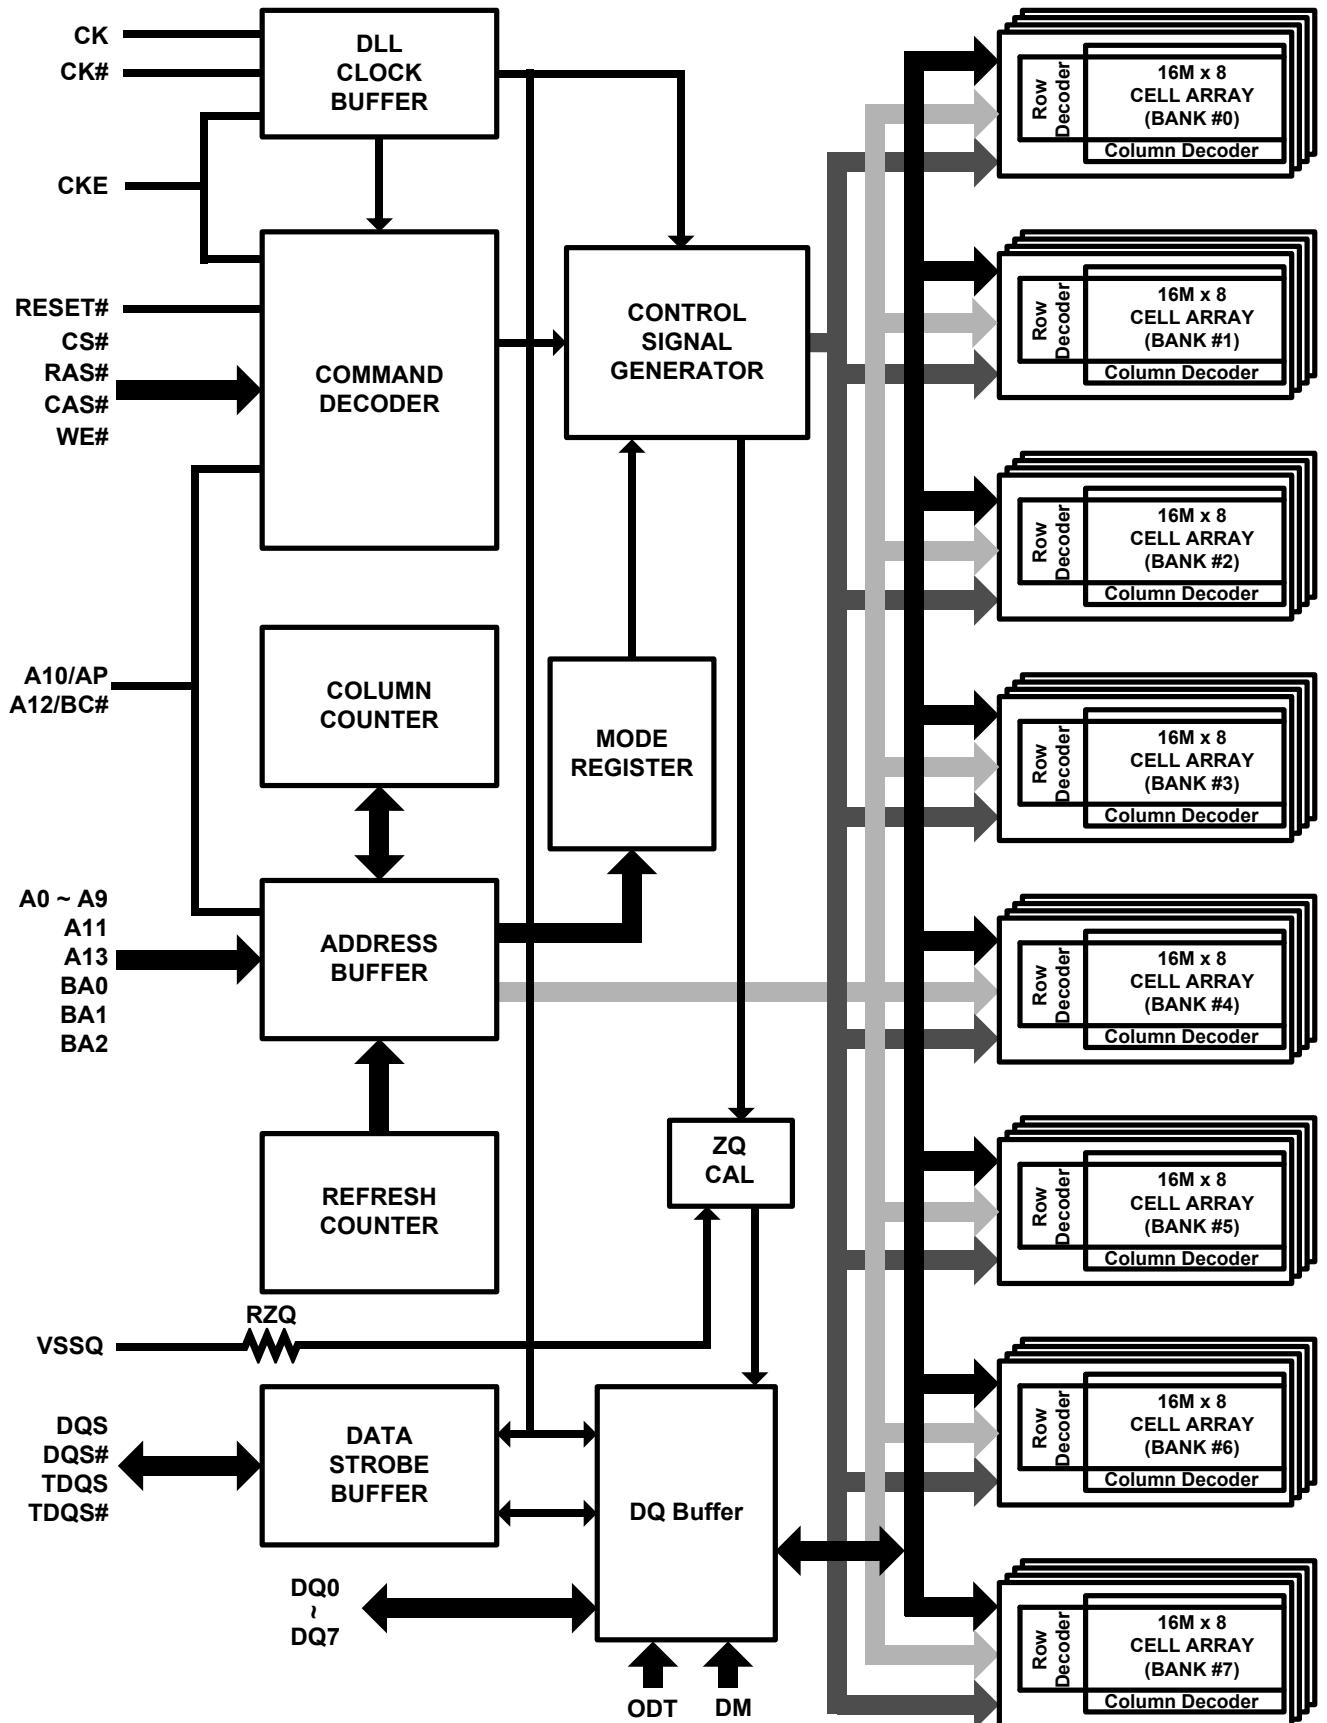 CK
CK#
CKE
RESET#
CS#
RAS#
CAS#
WE#
A10/AP
A12/BC#
A0 ~ A9
A11
A13
BA0
BA1
BA2
VSSQ
RZQ
DQS
DQS#
TDQS
TDQS#
DQ0
~
DQ7
DLL
CLOCK
BUFFER
COMMAND
DECODER
COLUMN
COUNTER
ADDRESS
BUFFER
REFRESH
COUNTER
DATA
STROBE
BUFFER
CONTROL
SIGNAL
GENERATOR
MODE
REGISTER
ZQ
CAL
DQ Buffer
ODT
DM
Row
Decoder
16M x 8
CELL ARRAY
(BANK #0)
Column Decoder
Row
Decoder
16M x 8
CELL ARRAY
(BANK #1)
Column Decoder
Row
Decoder
16M x 8
CELL ARRAY
(BANK #2)
Column Decoder
Row
Decoder
16M x 8
CELL ARRAY
(BANK #3)
Column Decoder
Row
Decoder
16M x 8
CELL ARRAY
(BANK #4)
Column Decoder
Row
Decoder
16M x 8
CELL ARRAY
(BANK #5)
Column Decoder
Row
Decoder
16M x 8
CELL ARRAY
(BANK #6)
Column Decoder
Row
Decoder
16M x 8
CELL ARRAY
(BANK #7)
Column Decoder